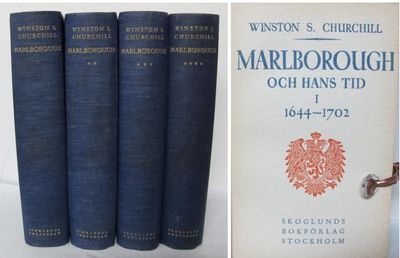 WINSTON S.
CHURCHILL
MARLBOROUGH
WINSTON S.
CHURCHILL
MARLBOROUGH
**
WINSTON S.
CHURCHILL
MARLBOROUGH
***
WINSTON S.
CHURCHILL
MARLBOROUGH
****
WINSTON S. CHURCHILL
MARLBOROUGH
OCH HANS TID
I
1644—1702
SKOGLUNDS
BOKFÖRLAG
STOCKHOLM